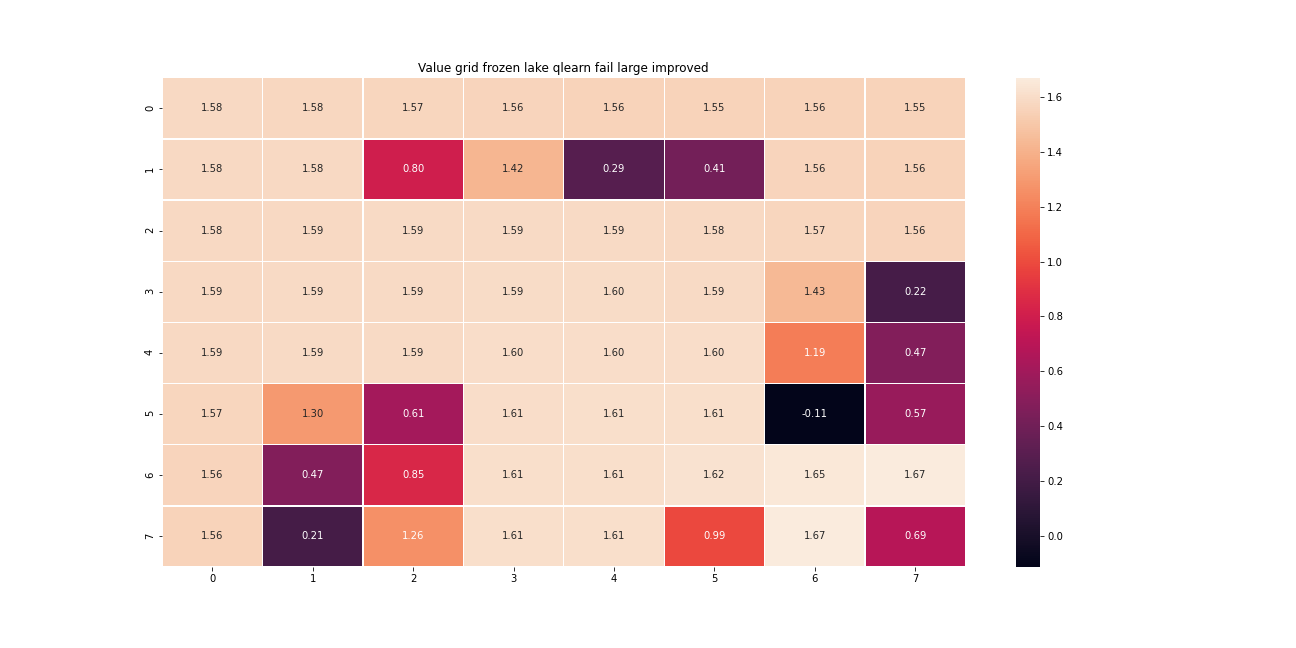 Value grid frozen lake qlearn fail large improved
0 1.58 1.58 1.57 1.56 1.56 1.55 1.56 1.55
1 1.58 1.58 0.80 1.42 0.29 0.41 1.56 1.56
2 1.58 1.59 1.59 1.59 1.59 1.58 1.57 1.56
3 1.59 1.59 1.59 1.59 1.60 1.59 1.43 0.22
4 1.59 1.59 1.59 1.60 1.60 1.60 1.19 0.47
5 1.57 1.30 0.61 1.61 1.61 1.61 -0.11 0.57
6 1.56 0.47 0.85 1.61 1.61 1.62 1.65 1.67
7 1.56 0.21 1.26 1.61 1.61 0.99 1.67 0.69
0 1 2 3 4 5 6 7
1.6
1.4
1.2
1.0
0.8
0.6
0.4
0.2
0.0